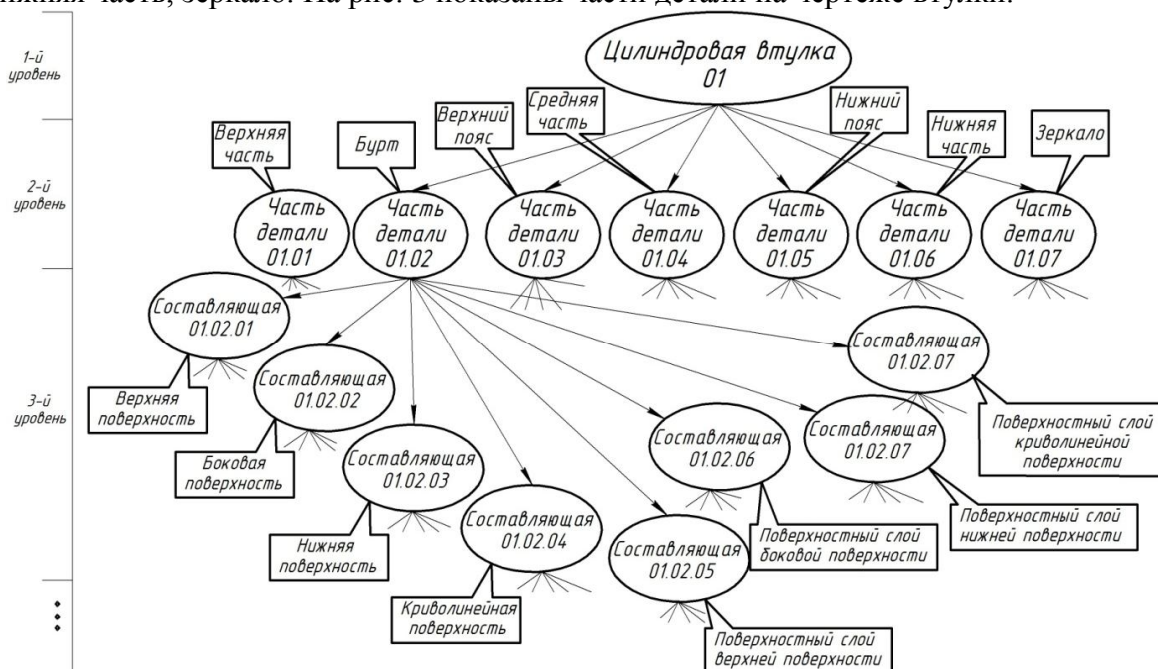 нижняя часть, зеркало. На рис. 3 показаны части детали на чертеже втулки.
1-й
уровень
Цилиндровая втулка
01
Верхняя
часть
Бурт
Верхний
пояс
Средняя
часть
Нижний
пояс
Нижняя
часть
Зеркало
2-й
уровень
Часть
детали
01.01
Часть
детали
01.02
Часть
детали
01.03
Часть
детали
01.04
Часть
детали
01.05
Часть
детали
01.06
Часть
детали
01.07
3-й
уровень
Составляющая
01.02.01
Верхняя
поверхность
Составляющая
01.02.02
Боковая
поверхность
Составляющая
01.02.03
Нижняя
поверхность
Составляющая
01.02.04
Криволинейная
поверхность
Составляющая
01.02.05
Поверхностный слой
верхней поверхности
Составляющая
01.02.06
Поверхностный слой
боковой поверхности
Составляющая
01.02.07
Поверхностный слой
нижней поверхности
Составляющая
01.02.07
Поверхностный слой
криволинейной
поверхности